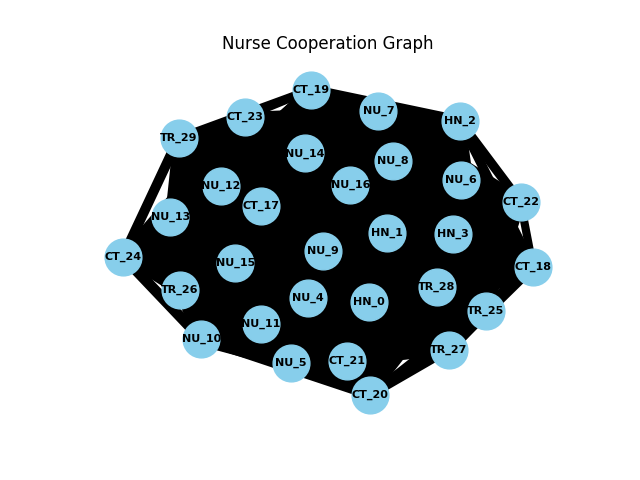 Nurse Cooperation Graph
CT_19
NU_7
CT_23
HN_2
TR_29
NU_14
NU_8
NU_6
NU_12
NU_16
CT_22
CT_17
NU_13
HN_1
HN_3
NU_9
CT_24
NU_15
CT_18
TR_28
TR_26
NU_4
HN_0
TR_25
NU_11
NU_10
TR_27
CT_21
NU_5
CT_20